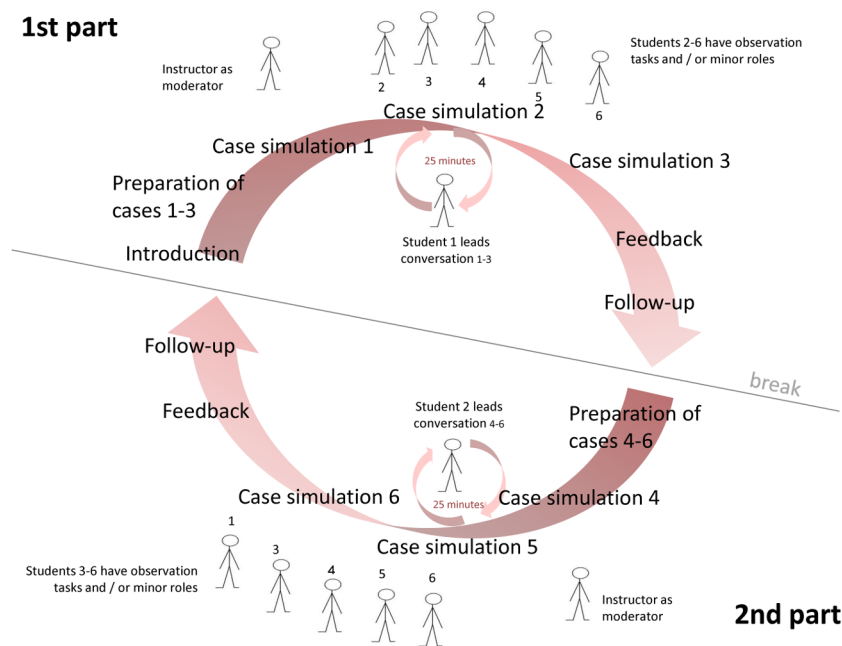 1st part
Instructor as
moderator
2
3
4
5
6
Students 2-6 have observation
tasks and / or minor roles
Case simulation 2
Case simulation 1
Case simulation 3
25 minutes
Preparation of
cases 1-3
Student 1 leads
conversation 1-3
Introduction
Feedback
Follow-up
break
Follow-up
Feedback
Student 2 leads
conversation 4-6
Preparation of
cases 4-6
25 minutes
Case simulation 6
Case simulation 4
Case simulation 5
1
3
4
5
6
Students 3-6 have observation
tasks and / or minor roles
Instructor as
moderator
2nd part